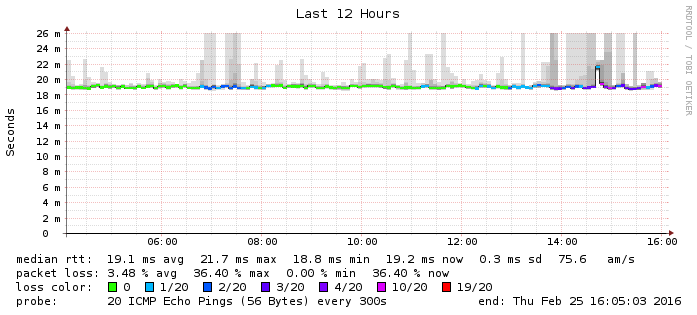 Last 12 Hours
RRDTOOL / TOBI OETIKER
Seconds
26 m
24 m
22 m
20 m
18 m
16 m
14 m
12 m
10 m
8 m
6 m
4 m
2 m
0
06:00 08:00 10:00 12:00 14:00 16:00
median rtt: 19.1 ms avg 21.7 ms max 18.8 ms min 19.2 ms now 0.3 ms sd 75.6 am/s
packet loss: 3.48 % avg 36.40 % max 0.00 % min 36.40 % now
loss color: 0 1/20 2/20 3/20 4/20 10/20 19/20
probe: 20 ICMP Echo Pings (56 Bytes) every 300s end: Thu Feb 25 16:05:03 2016